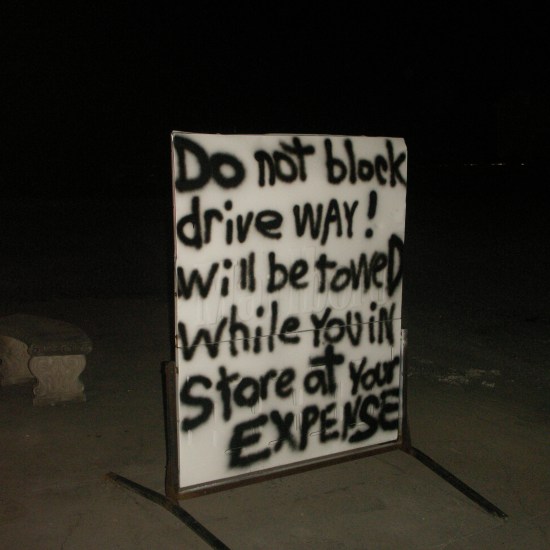 Do not block
drive WAY!
will be toweD
while YOU iN
Store at Your
EXPENSE